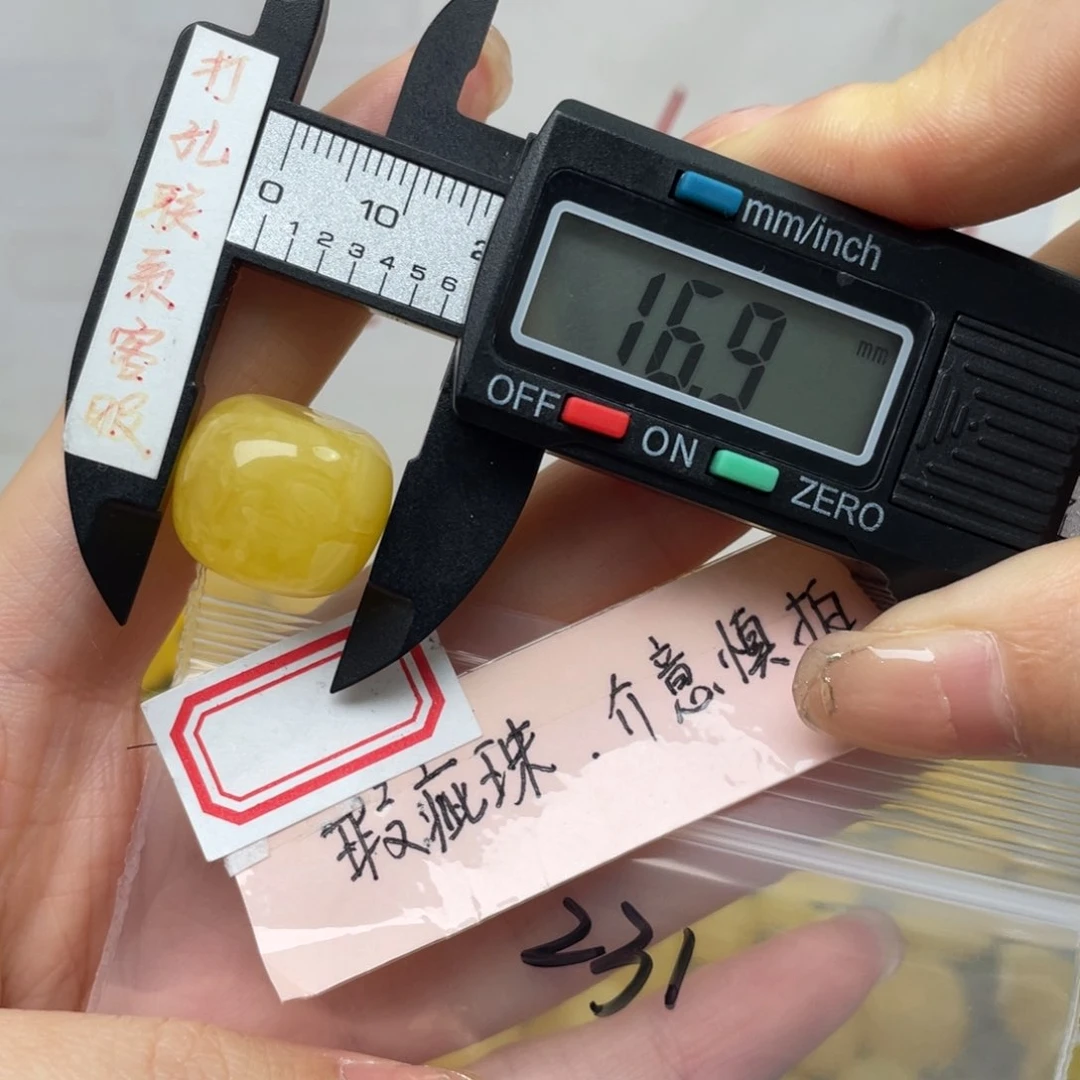 打孔联系客服
0 10 2
1 2 3 4 5 6
mm/inch
16.9 mm
OFF ON ZERO
瑕疵珠.介意慎拍
231